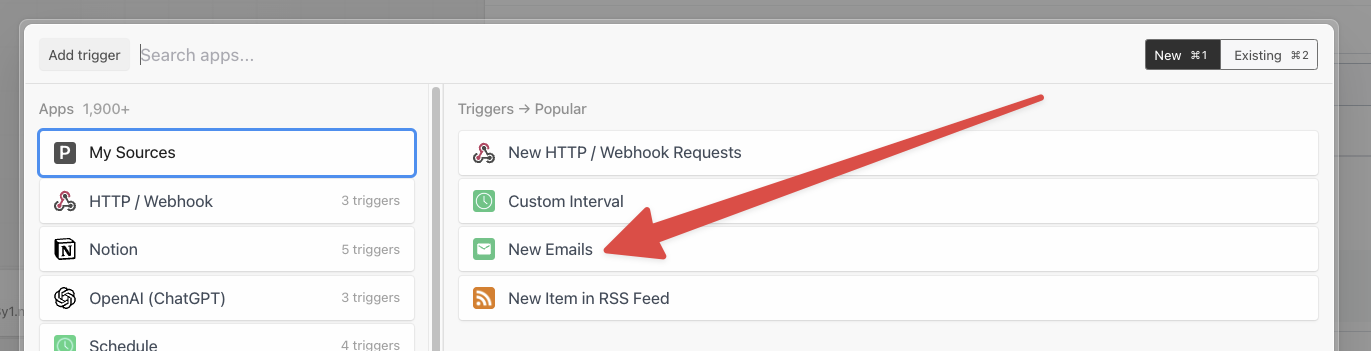 Add trigger Search apps... New ⌘1 Existing ⌘2
Apps 1,900+
P My Sources
HTTP / Webhook 3 triggers
Notion 5 triggers
OpenAI (ChatGPT) 3 triggers
Schedule 4 triggers
Triggers → Popular
New HTTP / Webhook Requests
Custom Interval
New Emails
New Item in RSS Feed